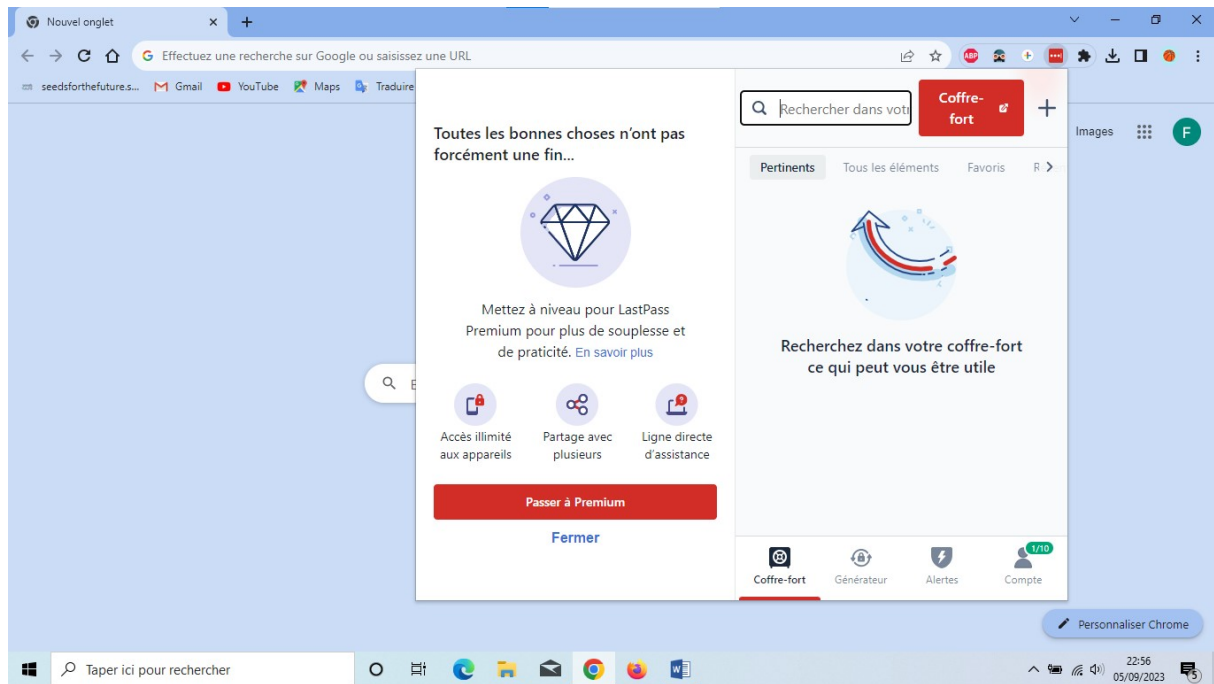 Nouvel onglet
Effectuez une recherche sur Google ou saisissez une URL
ABP
seedsforthefuture.s... Gmail YouTube Maps Traduire
Images
F
Toutes les bonnes choses n'ont pas
forcément une fin...
Mettez à niveau pour LastPass
Premium pour plus de souplesse et
de praticité. En savoir plus
Accès illimité
aux appareils
Partage avec
plusieurs
Ligne directe
d'assistance
Passer à Premium
Fermer
Rechercher dans votr
Coffre-
fort
Pertinents Tous les éléments Favoris R
Recherchez dans votre coffre-fort
ce qui peut vous être utile
1/10
Coffre-fort Générateur Alertes Compte
Personnaliser Chrome
Taper ici pour rechercher
22:56
05/09/2023
5